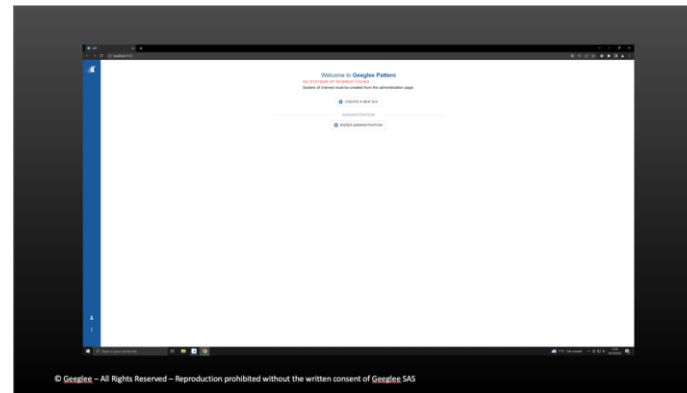 Welcome to Geeglee Pattern
NO SYSTEMS OF INTEREST FOUND.
System of Interest must be created from the administration page.
CREATE A NEW SOI
ADMINISTRATION
ENTER ADMINISTRATION
© Geeglee – All Rights Reserved – Reproduction prohibited without the written consent of Geeglee SAS